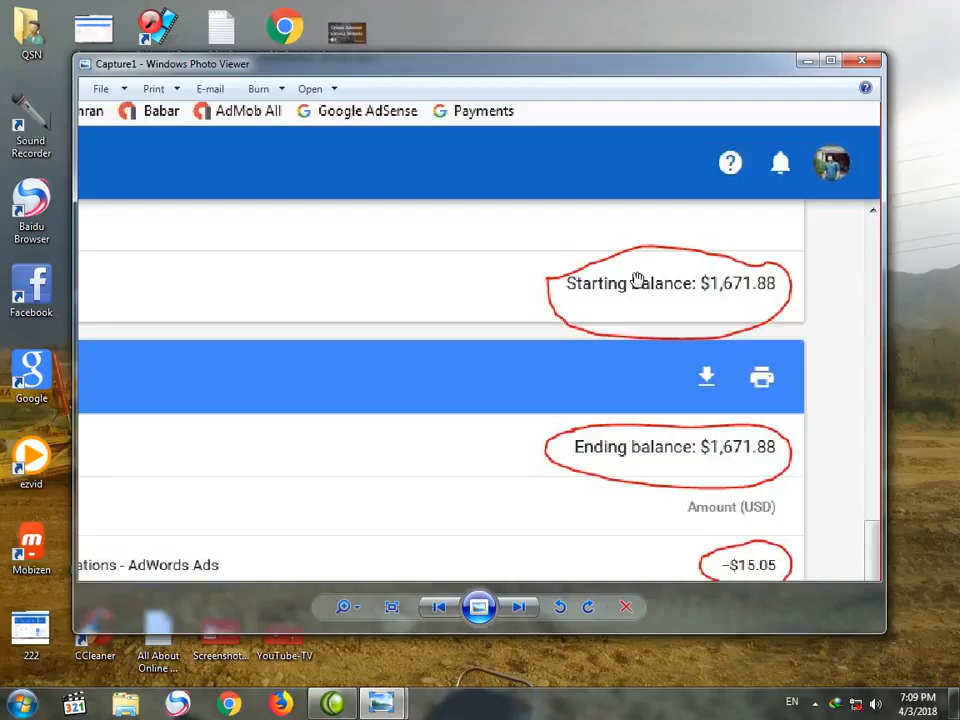 QSN
Capture1 - Windows Photo Viewer
File Print E-mail Burn Open
nran Babar AdMob All Google AdSense Payments
Sound
Recorder
Baidu
Browser
Starting balance: $1,671.88
Facebook
Google
Ending balance: $1,671.88
ezvid
Amount (USD)
ations - AdWords Ads
−$15.05
Mobizen
222
CCleaner
All About
Online ...
Screenshot...
YouTube-TV
321
EN
7:09 PM
4/3/2018